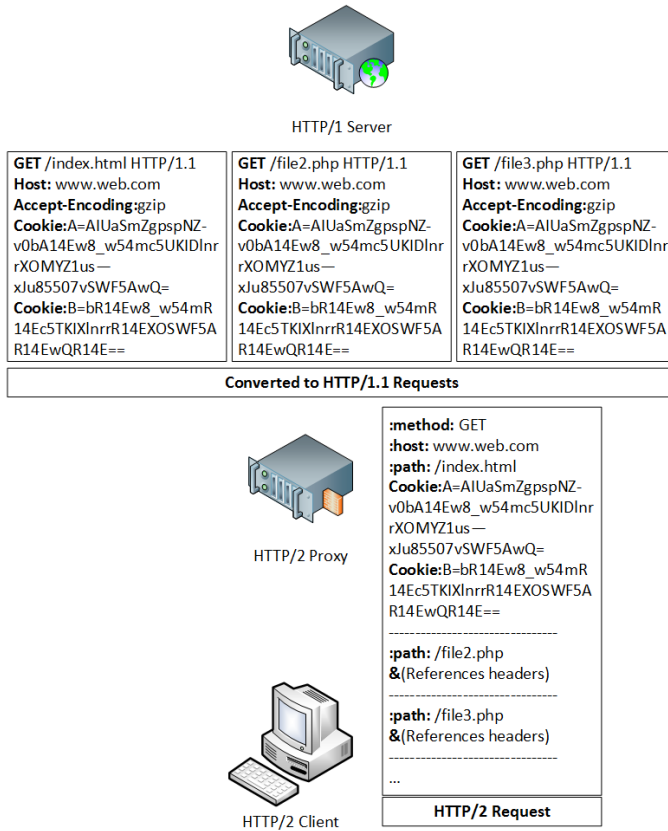 HTTP/1 Server
GET /index.html HTTP/1.1
Host: www.web.com
Accept-Encoding:gzip
Cookie:A=AIUaSmZgpspNZ-
v0bA14Ew8_w54mc5UKIDlnr
rXOMYZ1us—
xJu85507vSWF5AwQ=
Cookie:B=bR14Ew8_w54mR
14Ec5TKIXlnrrR14EXOSWF5A
R14EwQR14E==
GET /file2.php HTTP/1.1
Host: www.web.com
Accept-Encoding:gzip
Cookie:A=AIUaSmZgpspNZ-
v0bA14Ew8_w54mc5UKIDlnr
rXOMYZ1us—
xJu85507vSWF5AwQ=
Cookie:B=bR14Ew8_w54mR
14Ec5TKIXlnrrR14EXOSWF5A
R14EwQR14E==
GET /file3.php HTTP/1.1
Host: www.web.com
Accept-Encoding:gzip
Cookie:A=AIUaSmZgpspNZ-
v0bA14Ew8_w54mc5UKIDlnr
rXOMYZ1us—
xJu85507vSWF5AwQ=
Cookie:B=bR14Ew8_w54mR
14Ec5TKIXlnrrR14EXOSWF5A
R14EwQR14E==
Converted to HTTP/1.1 Requests
HTTP/2 Proxy
:method: GET
:host: www.web.com
:path: /index.html
Cookie:A=AIUaSmZgpspNZ-
v0bA14Ew8_w54mc5UKIDlnr
rXOMYZ1us—
xJu85507vSWF5AwQ=
Cookie:B=bR14Ew8_w54mR
14Ec5TKIXlnrrR14EXOSWF5A
R14EwQR14E==
--------------------------------
:path: /file2.php
&(References headers)
--------------------------------
:path: /file3.php
&(References headers)
--------------------------------
...
HTTP/2 Request
HTTP/2 Client